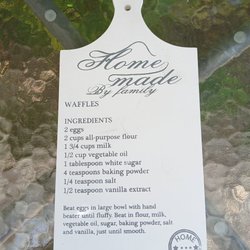 Home
made
By family
WAFFLES
INGREDIENTS
2 eggs
2 cups all-purpose flour
1 3/4 cups milk
1/2 cup vegetable oil
1 tablespoon white sugar
4 teaspoons baking powder
1/4 teaspoon salt
1/2 teaspoon vanilla extract
Beat eggs in large bowl with hand
beater until fluffy. Beat in flour, milk,
vegetable oil, sugar, baking powder, salt
and vanilla, just until smooth.
HOME